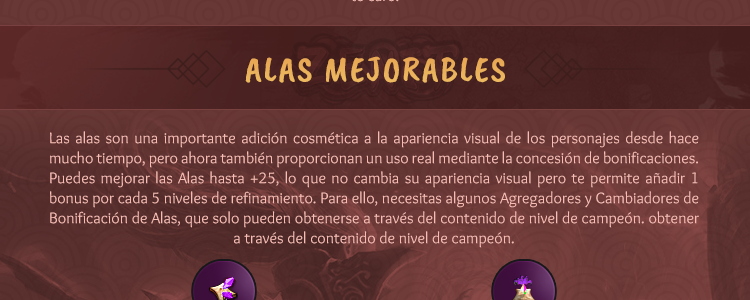 ALAS MEJORABLES
Las alas son una importante adición cosmética a la apariencia visual de los personajes desde hace
mucho tiempo, pero ahora también proporcionan un uso real mediante la concesión de bonificaciones.
Puedes mejorar las Alas hasta +25, lo que no cambia su apariencia visual pero te permite añadir 1
bonus por cada 5 niveles de refinamiento. Para ello, necesitas algunos Agregadores y Cambiadores de
Bonificación de Alas, que solo pueden obtenerse a través del contenido de nivel de campeón. obtener
a través del contenido de nivel de campeón.